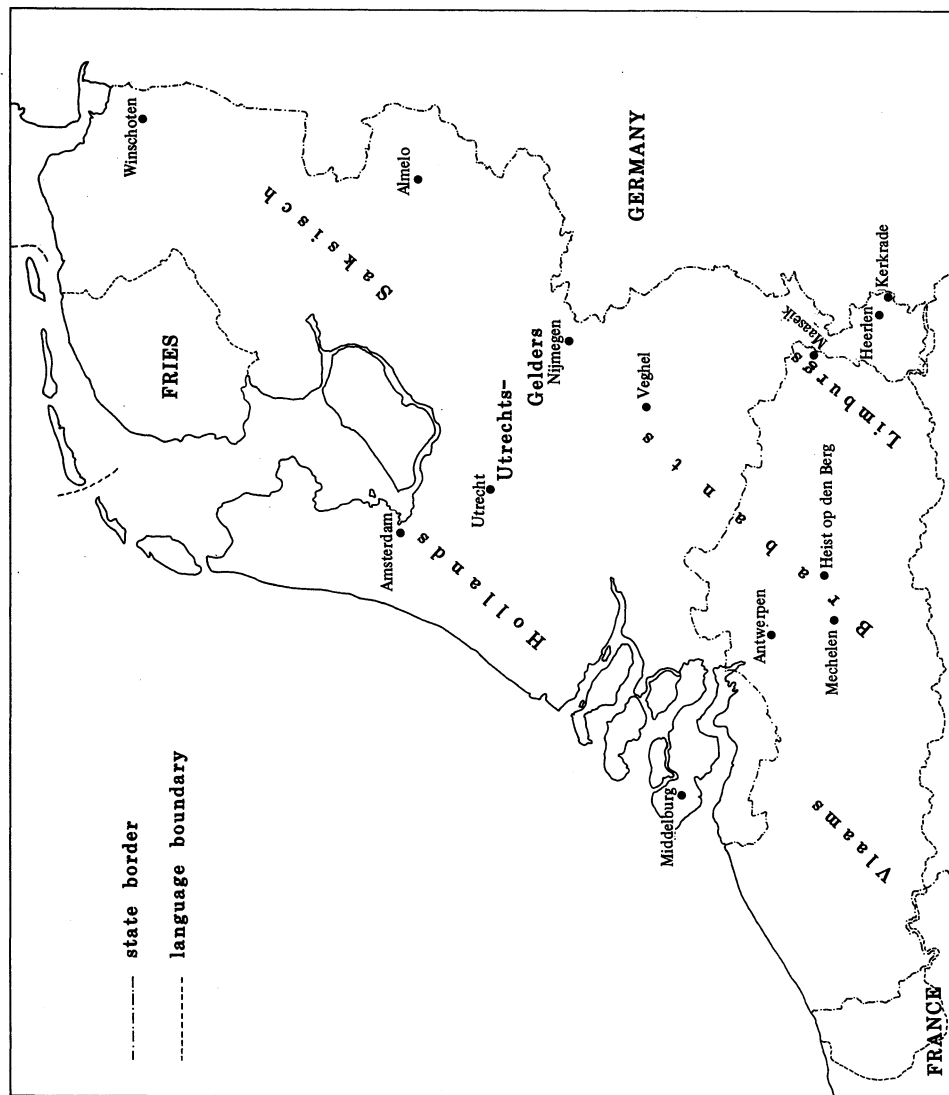 state border
language boundary
FRIES
Winschoten
Saksisch
Almelo
Amsterdam
Hollands
Utrecht
Utrechts-
Gelders
Nijmegen
GERMANY
Veghel
Middelburg
Antwerpen
Brabants
Mechelen
Heist op den Berg
Maaseik
Limburgs
Heerlen
Kerkrade
Vlaams
FRANCE